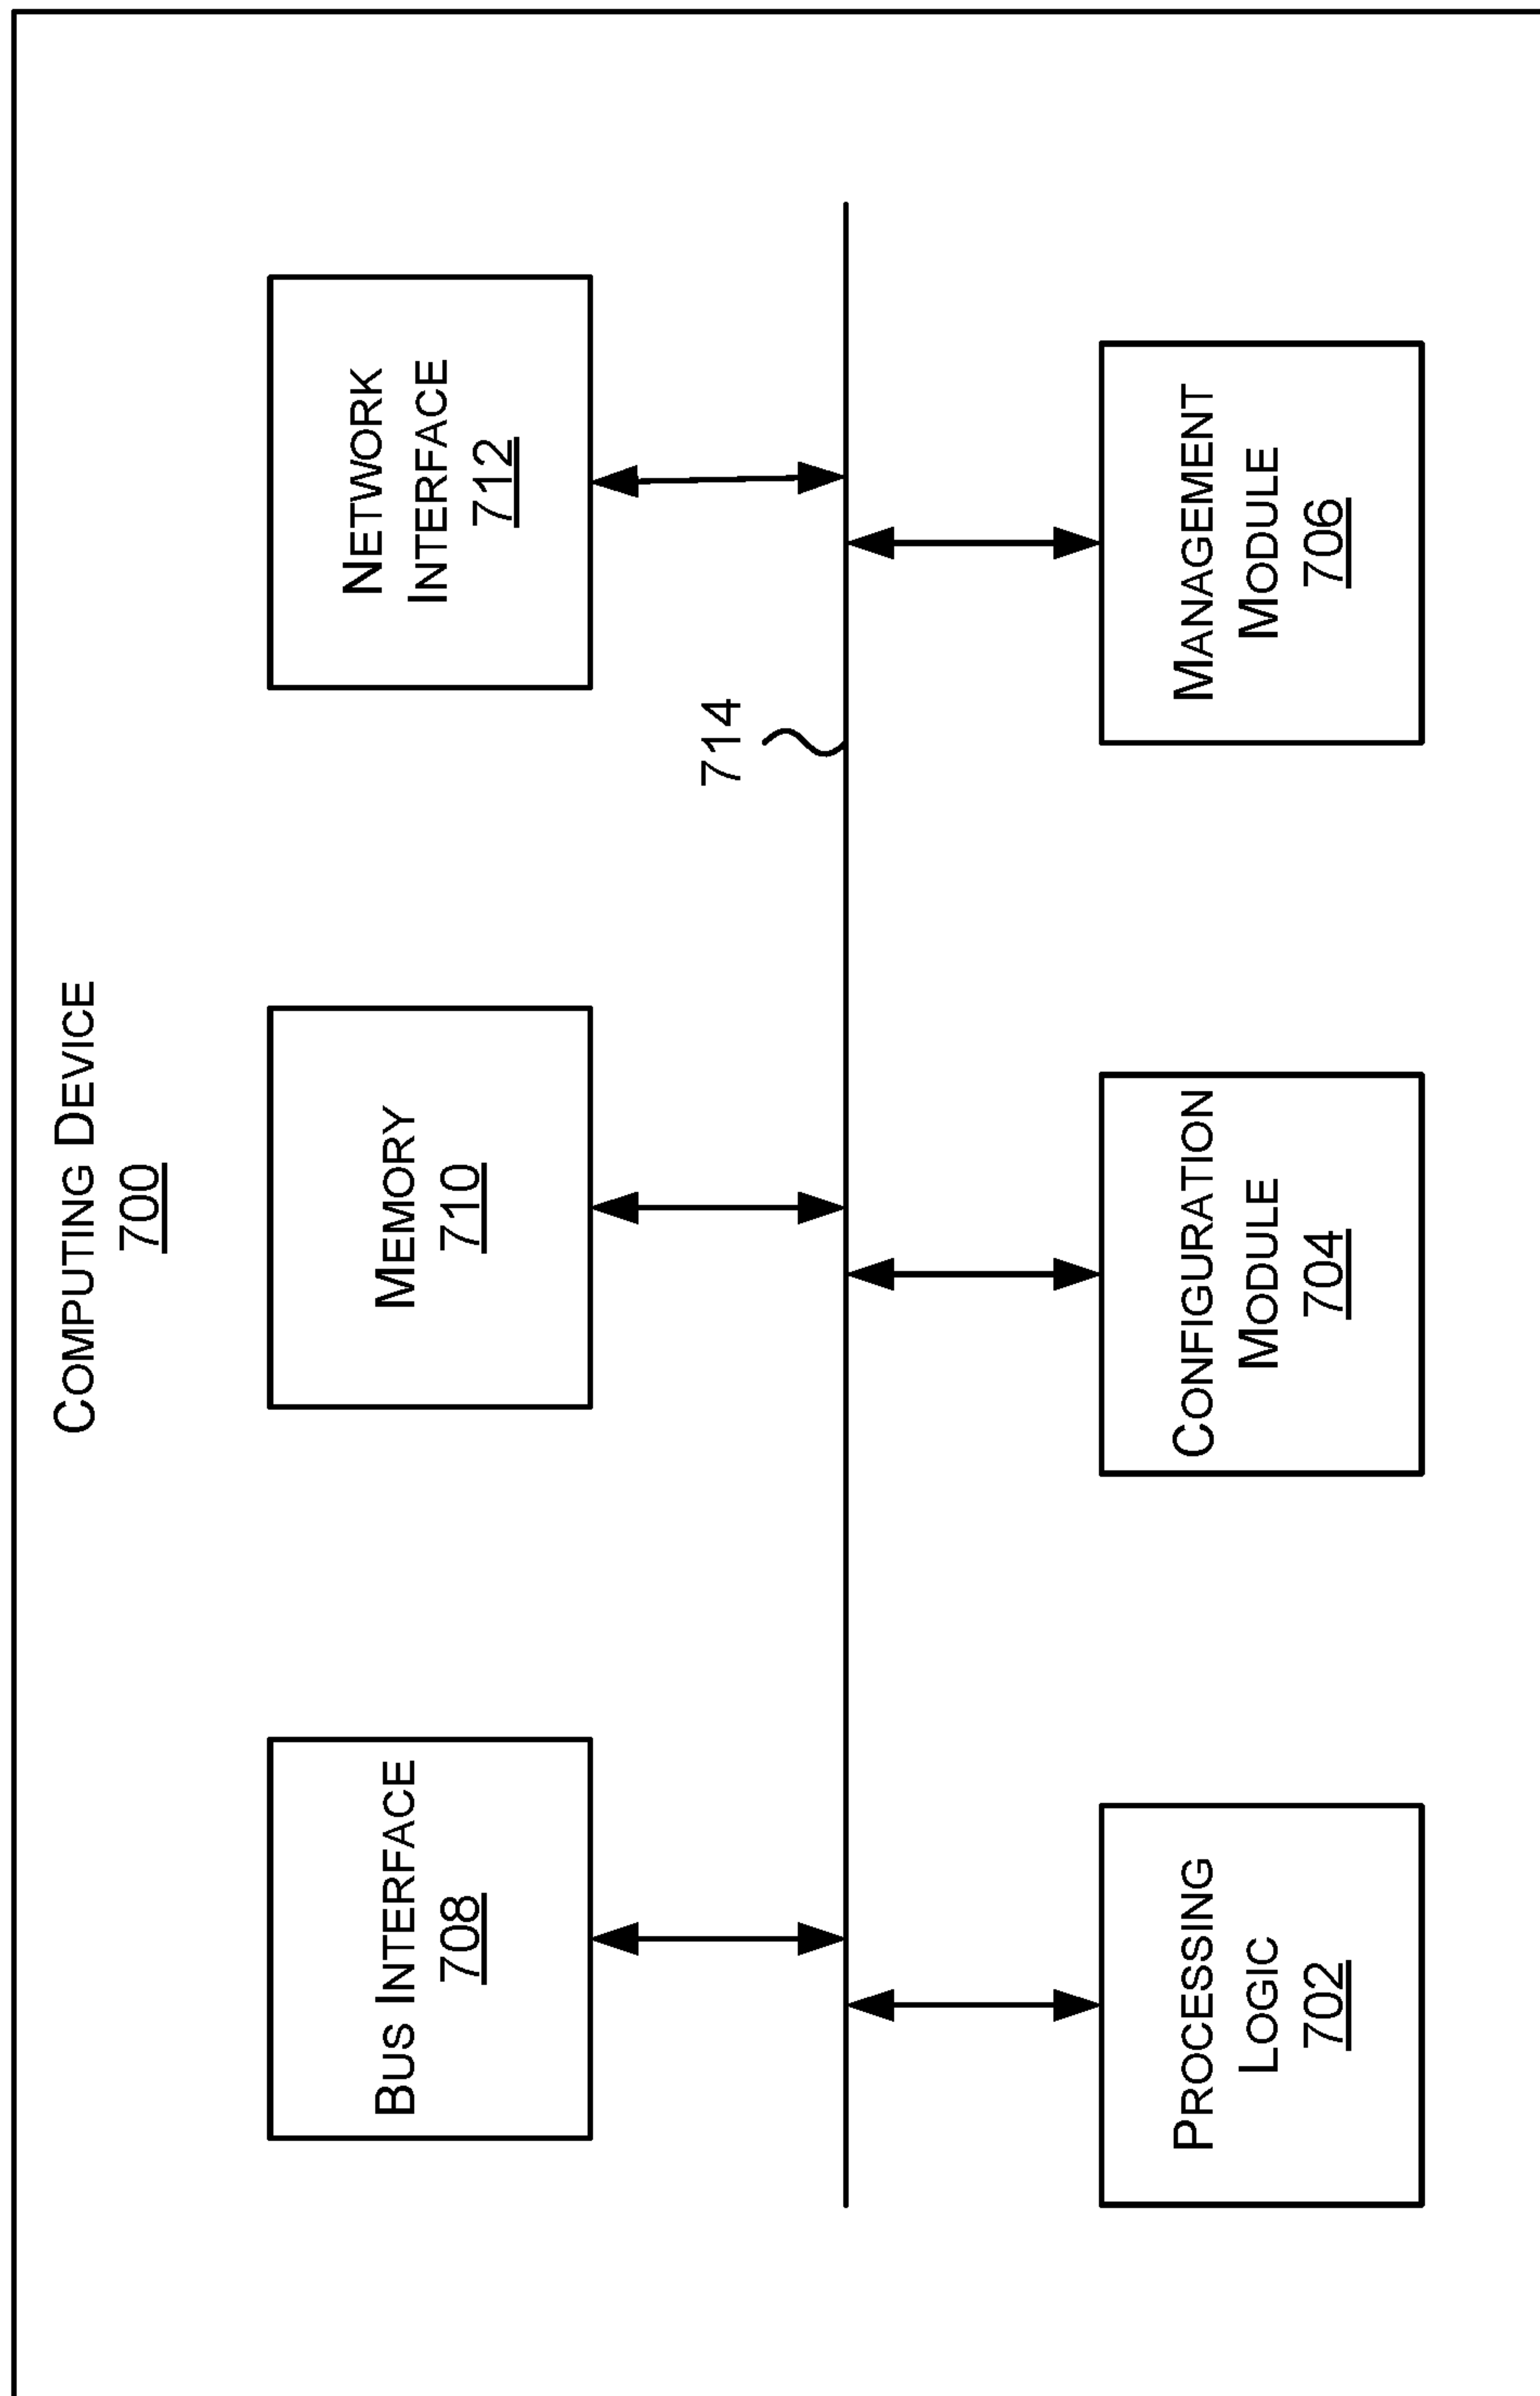 COMPUTING DEVICE
700
BUS INTERFACE
708
MEMORY
710
NETWORK
INTERFACE
712
714
PROCESSING
LOGIC
702
CONFIGURATION
MODULE
704
MANAGEMENT
MODULE
706